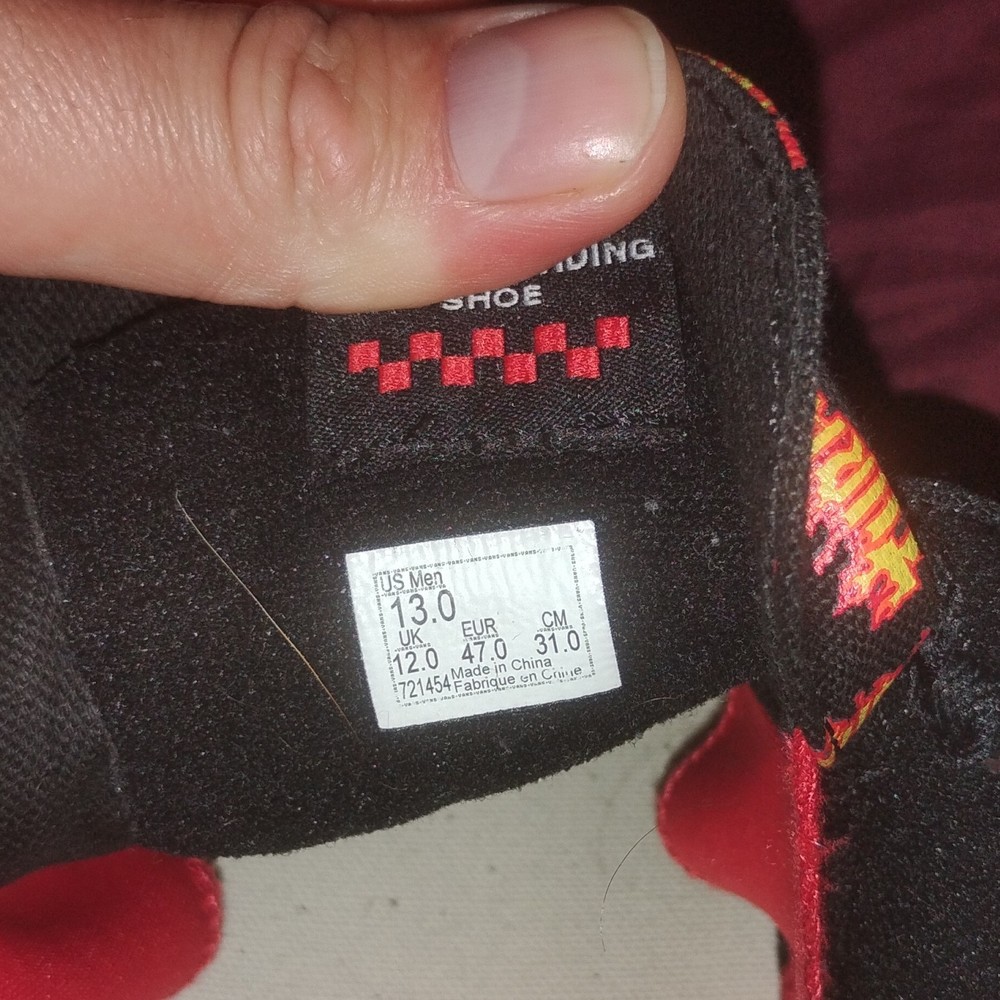 SHOE
US Men
13.0
UK EUR CM
12.0 47.0 31.0
Made in China
721454 Fabrique en Chine